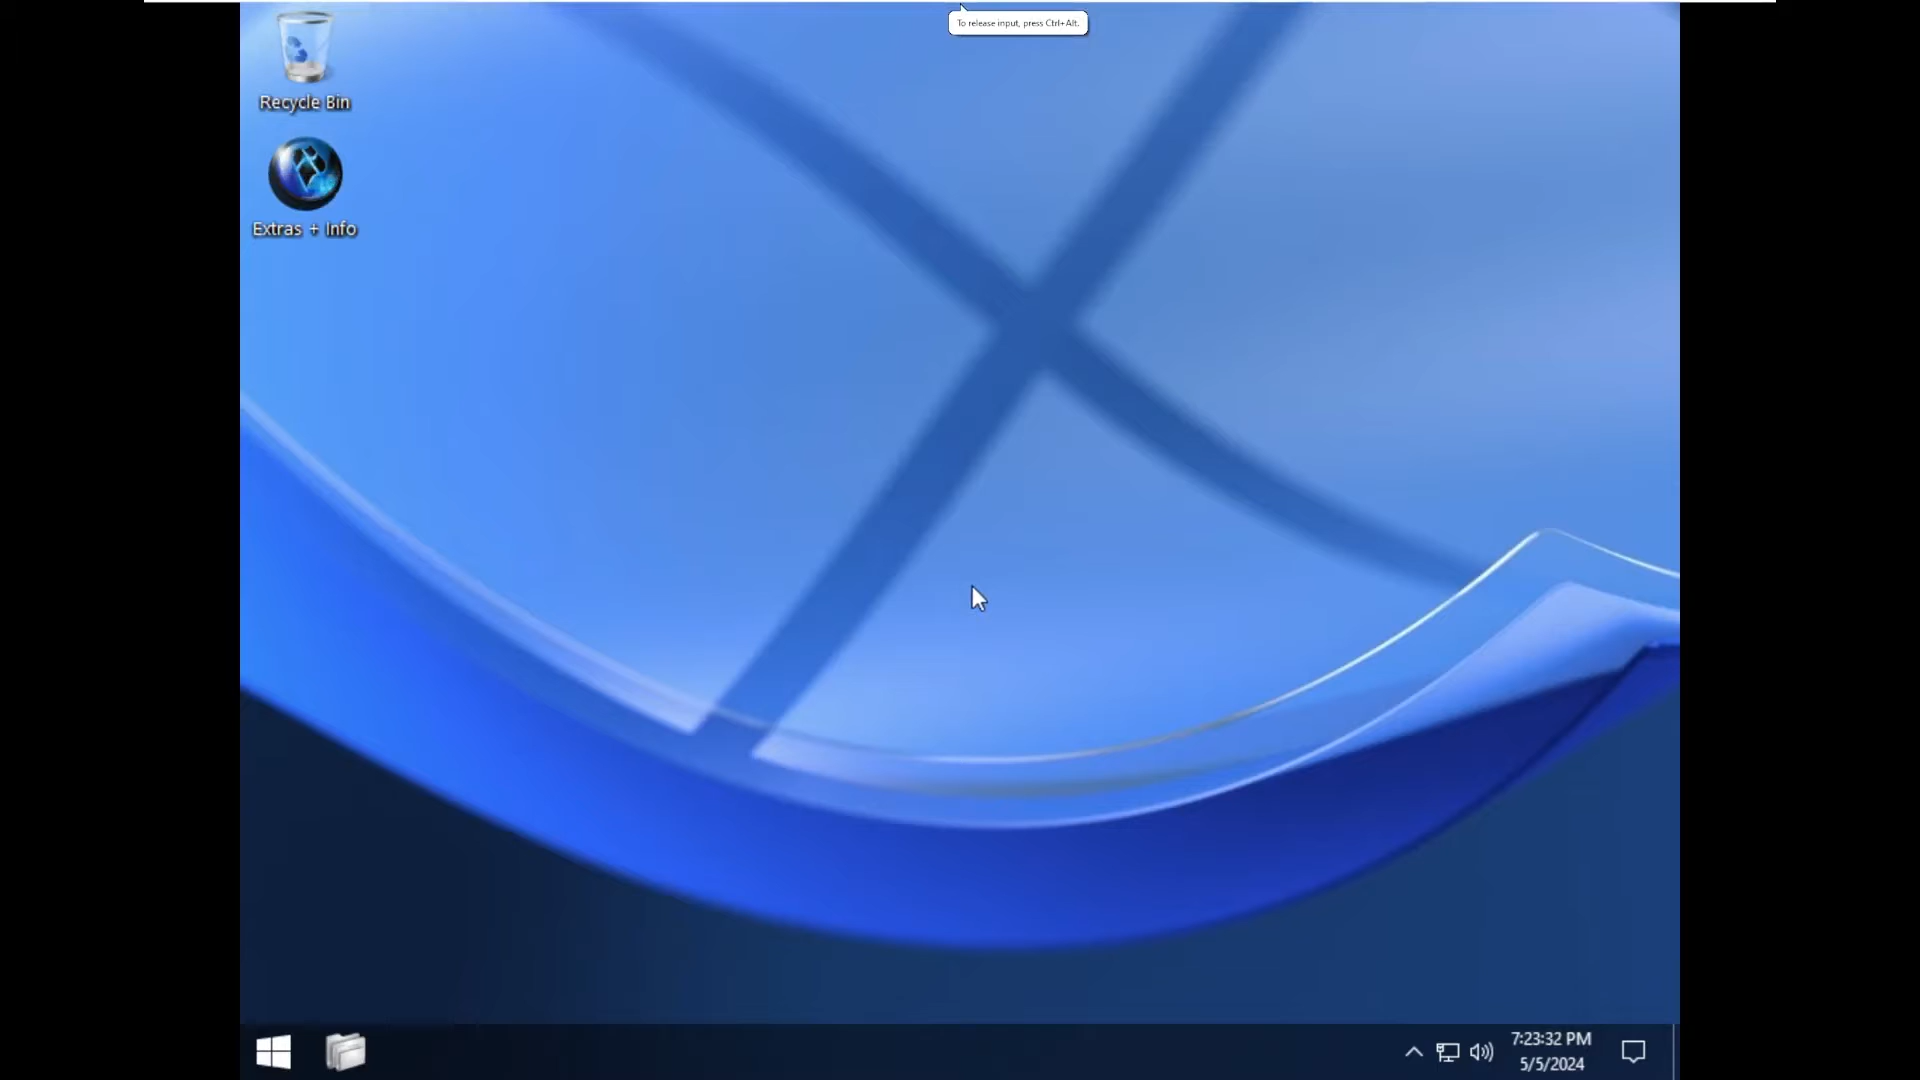 To release input, press Ctrl+Alt.
Recycle Bin
Extras + Info
7:23:32 PM
5/5/2024